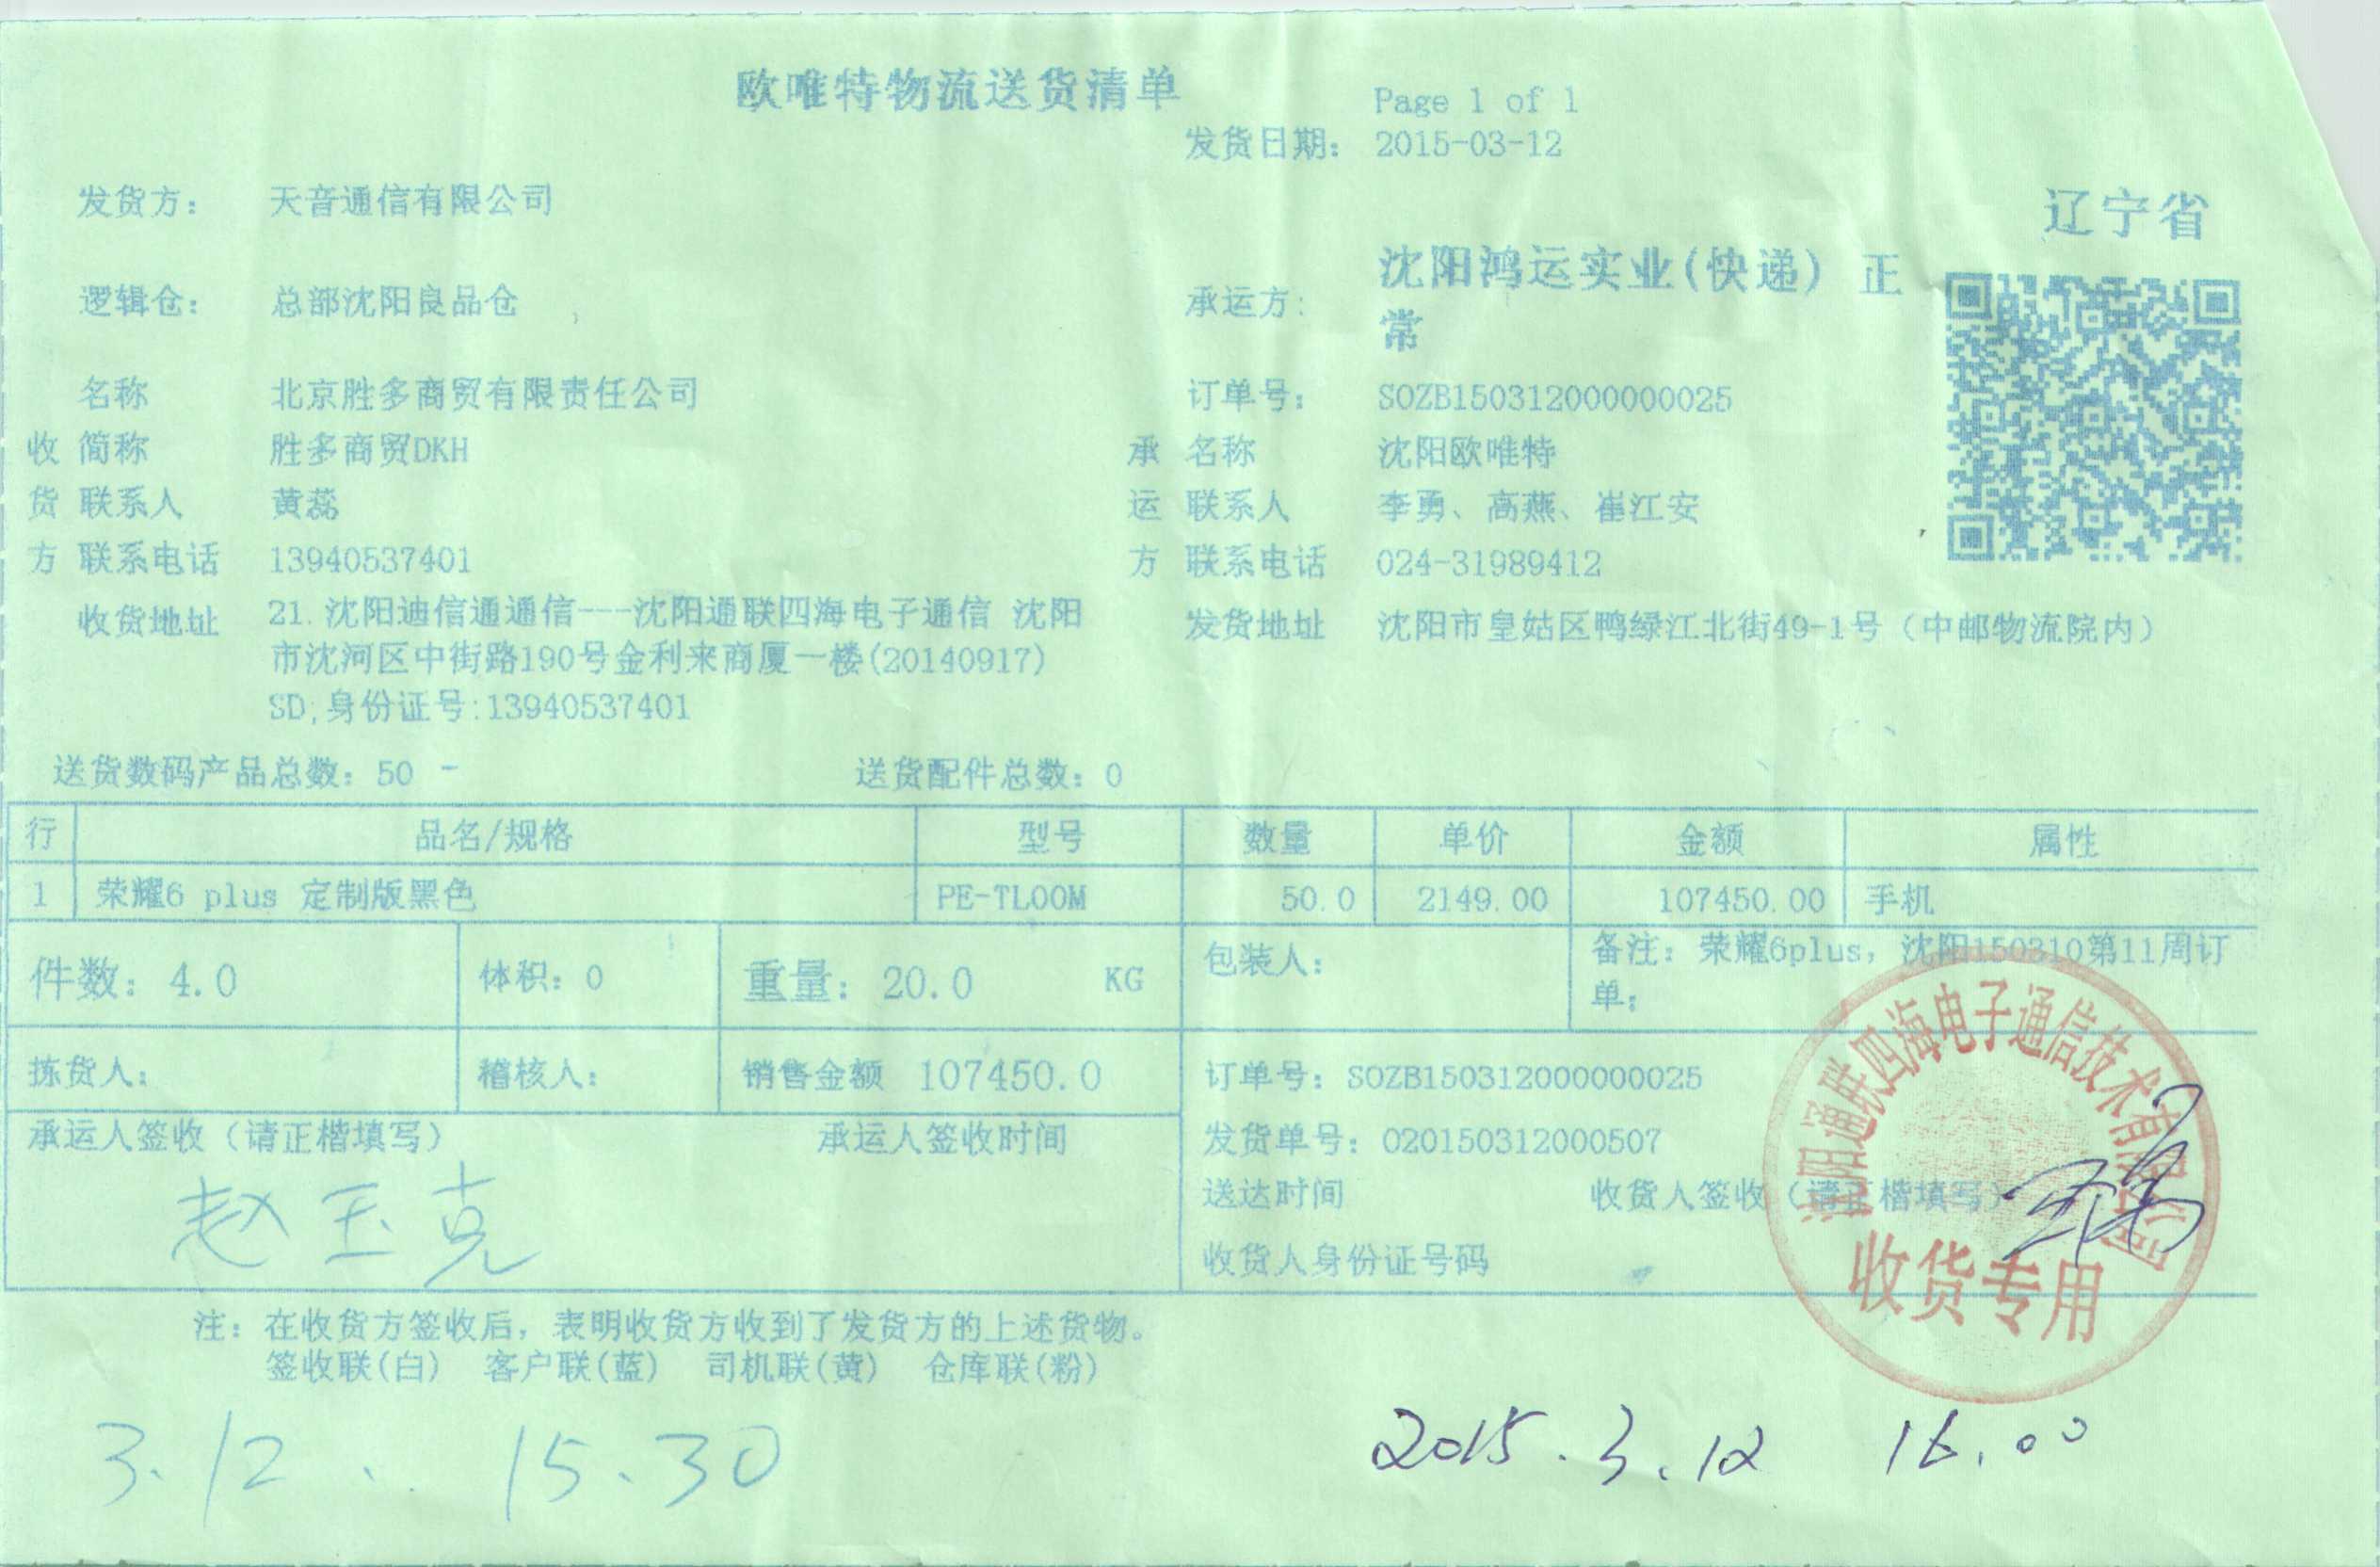 欧唯特物流送货清单
Page 1 of 1
发货日期: 2015-03-12
发货方: 天音通信有限公司
辽宁省
逻辑仓: 总部沈阳良品仓
承运方: 沈阳鸿运实业(快递) 正
常
名称 北京胜多商贸有限责任公司
订单号: SOZB150312000000025
收 简称 胜多商贸DKH
承 名称 沈阳欧唯特
货 联系人 黄蕊
运 联系人 李勇、高燕、崔江安
方 联系电话 13940537401
方 联系电话 024-31989412
收货地址 21.沈阳迪信通通信---沈阳通联四海电子通信 沈阳
市沈河区中街路190号金利来商厦一楼(20140917)
SD;身份证号:13940537401
发货地址 沈阳市皇姑区鸭绿江北街49-1号（中邮物流院内）
送货数码产品总数: 50 -
送货配件总数: 0
行 品名/规格 型号 数量 单价 金额 属性
1 荣耀6 plus 定制版黑色 PE-TL00M 50.0 2149.00 107450.00 手机
件数: 4.0 体积: 0 重量: 20.0 KG 包装人:
备注: 荣耀6plus, 沈阳150310第11周订
单;
拣货人: 稽核人: 销售金额 107450.0 订单号: SOZB150312000000025
承运人签收（请正楷填写） 承运人签收时间
发货单号: 020150312000507
送达时间 收货人签收（请正楷填写）
收货人身份证号码
赵玉克
沈阳通联四海电子通信技术有限公司
收货专用
注: 在收货方签收后, 表明收货方收到了发货方的上述货物。
签收联(白) 客户联(蓝) 司机联(黄) 仓库联(粉)
3.12. 15.30
2015.3.12 16.00